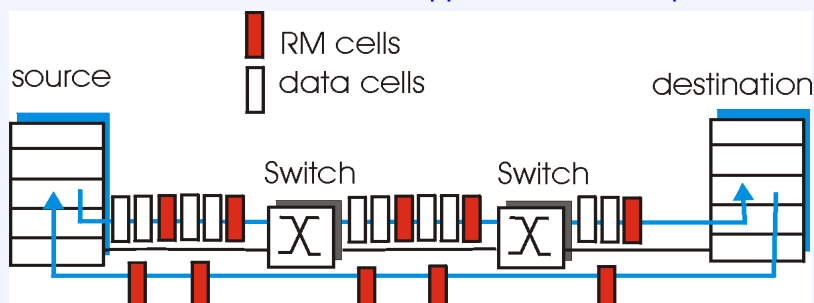 RM cells
source
data cells
destination
Switch
Switch